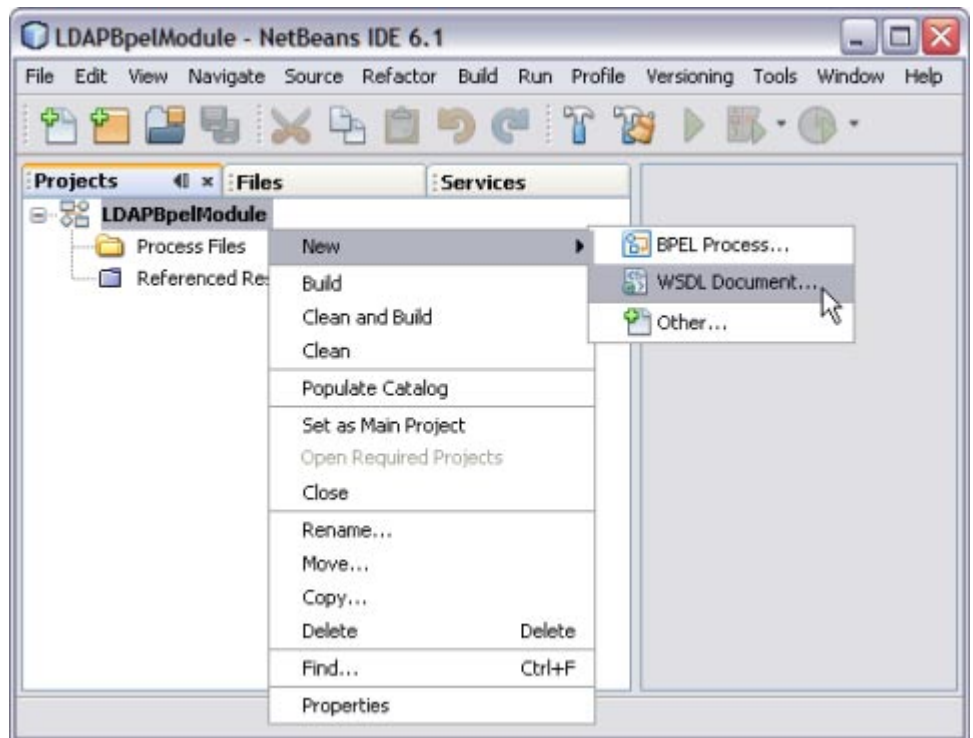 LDAPBpelModule - NetBeans IDE 6.1
File Edit View Navigate Source Refactor Build Run Profile Versioning Tools Window Help
Projects Files Services
LDAPBpelModule
Process Files
Referenced Re
New
Build
Clean and Build
Clean
Populate Catalog
Set as Main Project
Open Required Projects
Close
Rename...
Move...
Copy...
Delete Delete
Find... Ctrl+F
Properties
BPEL Process...
WSDL Document...
Other...